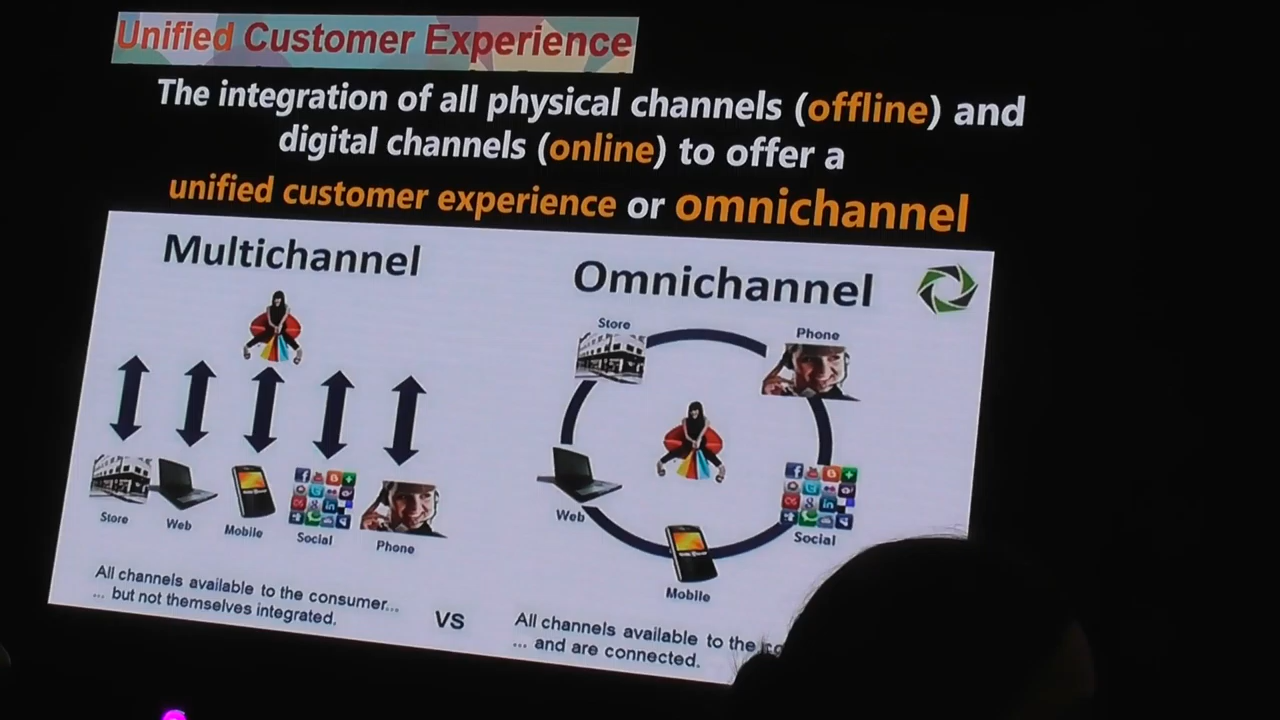 Unified Customer Experience
The integration of all physical channels (offline) and
digital channels (online) to offer a
unified customer experience or omnichannel
Multichannel
Store
Web
Mobile
Social
Phone
All channels available to the consumer...
... but not themselves integrated.
VS
Omnichannel
Store
Phone
Web
Social
Mobile
All channels available to the
... and are connected.